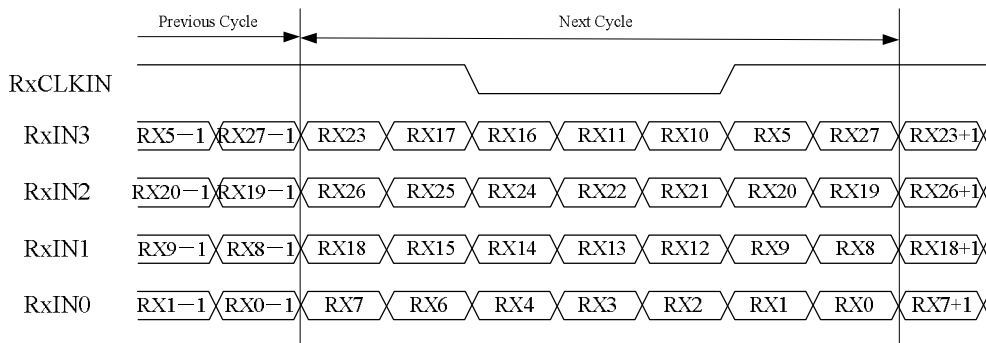 Previous Cycle Next Cycle
RxCLKIN
RxIN3 RX5－1 RX27－1 RX23 RX17 RX16 RX11 RX10 RX5 RX27 RX23+1
RxIN2 RX20－1 RX19－1 RX26 RX25 RX24 RX22 RX21 RX20 RX19 RX26+1
RxIN1 RX9－1 RX8－1 RX18 RX15 RX14 RX13 RX12 RX9 RX8 RX18+1
RxIN0 RX1－1 RX0－1 RX7 RX6 RX4 RX3 RX2 RX1 RX0 RX7+1